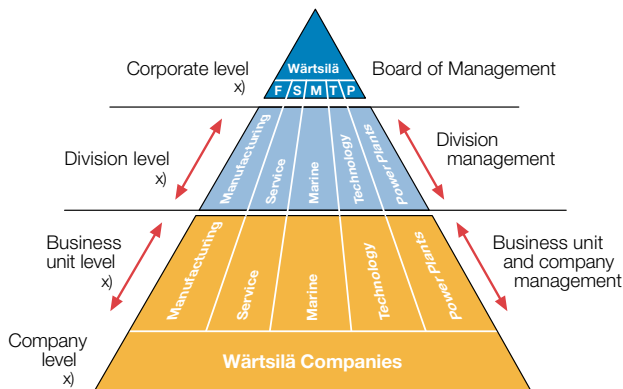 Wärtsilä
F S M T P
Corporate level
x)
Board of Management
Manufacturing
Service
Marine
Technology
Power Plants
Division level
x)
Division
management
Manufacturing
Service
Marine
Technology
Power Plants
Business
unit level
x)
Business unit
and company
management
Company
level
x)
Wärtsilä Companies